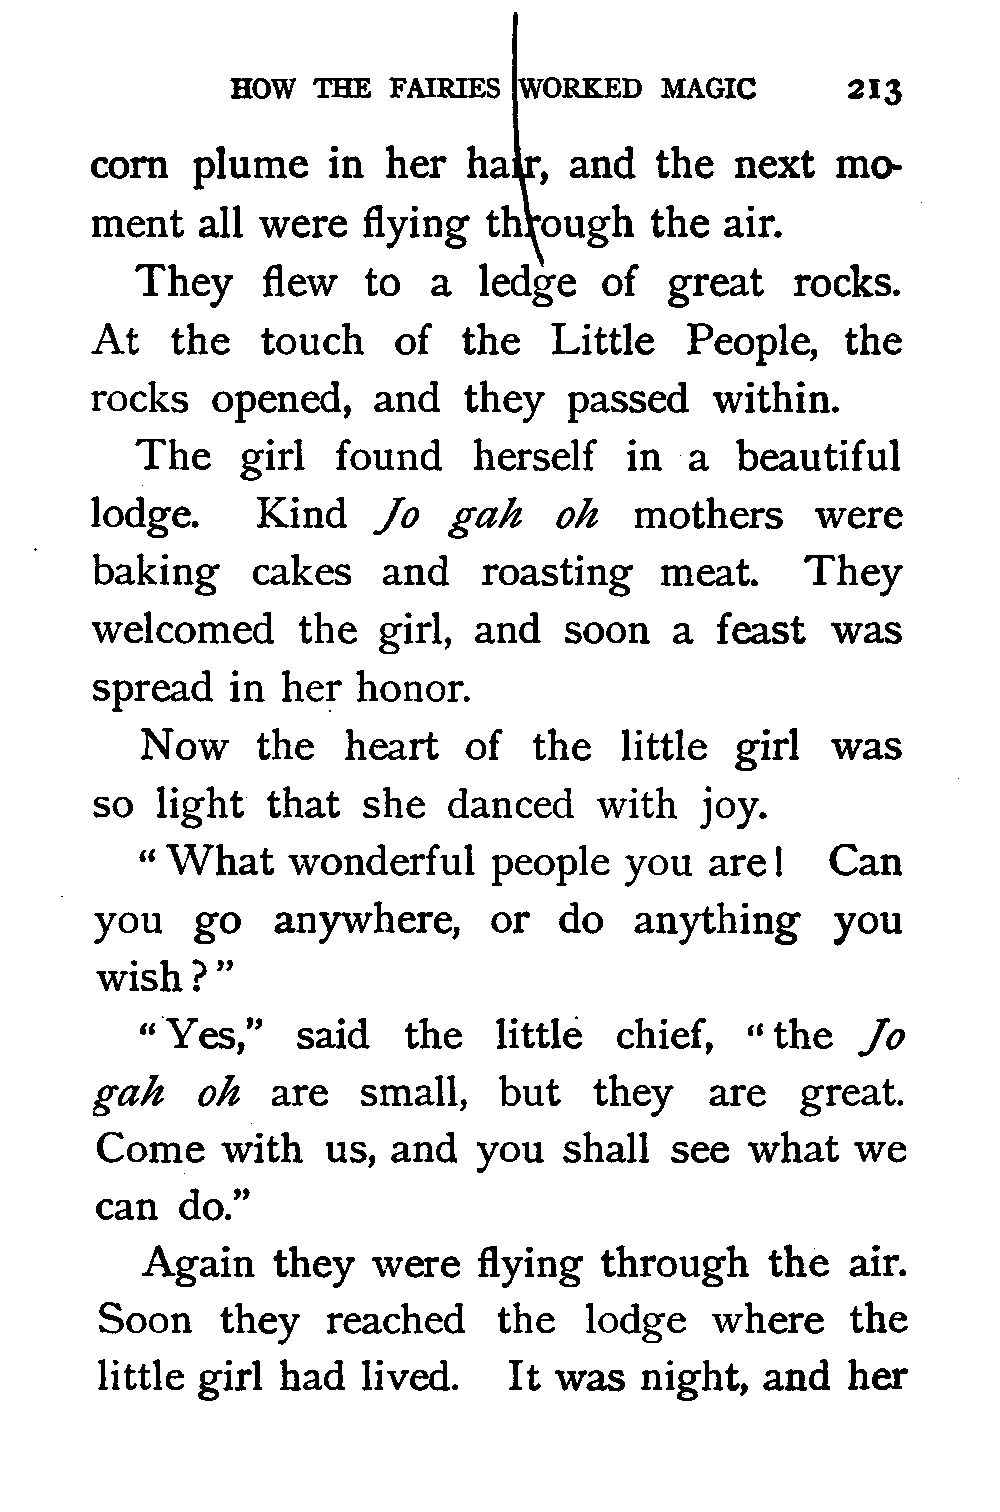 HOW THE FAIRIES WORKED MAGIC 213
corn plume in her hair, and the next mo-
ment all were flying through the air.
They flew to a ledge of great rocks.
At the touch of the Little People, the
rocks opened, and they passed within.
The girl found herself in a beautiful
lodge. Kind Jo gah oh mothers were
baking cakes and roasting meat. They
welcomed the girl, and soon a feast was
spread in her honor.
Now the heart of the little girl was
so light that she danced with joy.
“ What wonderful people you are! Can
you go anywhere, or do anything you
wish ? ”
“ Yes,” said the little chief, “ the Jo
gah oh are small, but they are great.
Come with us, and you shall see what we
can do.”
Again they were flying through the air.
Soon they reached the lodge where the
little girl had lived. It was night, and her